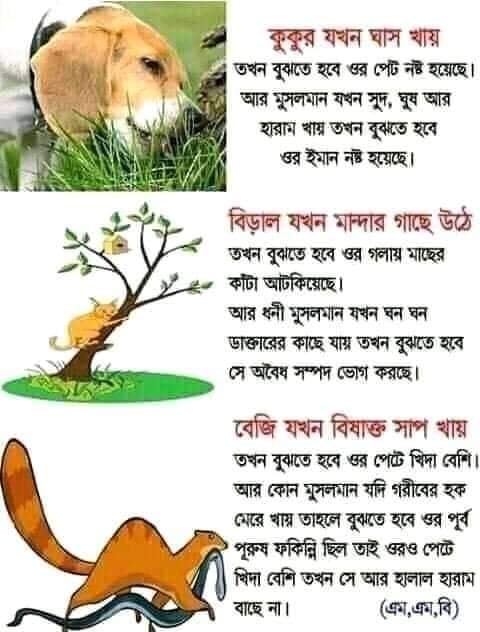 কুকুর যখন ঘাস খায়
তখন বুঝতে হবে ওর পেট নষ্ট হয়েছে।
আর মুসলমান যখন সুদ, ঘুষ আর
হারাম খায় তখন বুঝতে হবে
ওর ইমান নষ্ট হয়েছে।
বিড়াল যখন মান্দার গাছে উঠে
তখন বুঝতে হবে ওর গলায় মাছের
কাঁটা আটকিয়েছে।
আর ধনী মুসলমান যখন ঘন ঘন
ডাক্তারের কাছে যায় তখন বুঝতে হবে
সে অবৈধ সম্পদ ভোগ করছে।
বেজি যখন বিষাক্ত সাপ খায়
তখন বুঝতে হবে ওর পেটে খিদা বেশি।
আর কোন মুসলমান যদি গরীবের হক
মেরে খায় তাহলে বুঝতে হবে ওর পূর্ব
পুরুষ ফকিন্নি ছিল তাই ওরও পেটে
খিদা বেশি তখন সে আর হালাল হারাম
বাছে না। (এম,এম,বি)